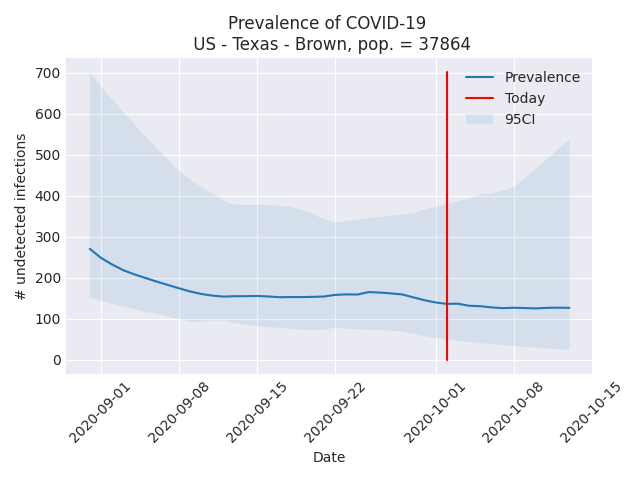 Prevalence of COVID-19
US - Texas - Brown, pop. = 37864
700
600
500
400
300
200
100
0
# undetected infections
Prevalence
Today
95CI
2020-09-01
2020-09-08
2020-09-15
2020-09-22
2020-10-01
2020-10-08
2020-10-15
Date